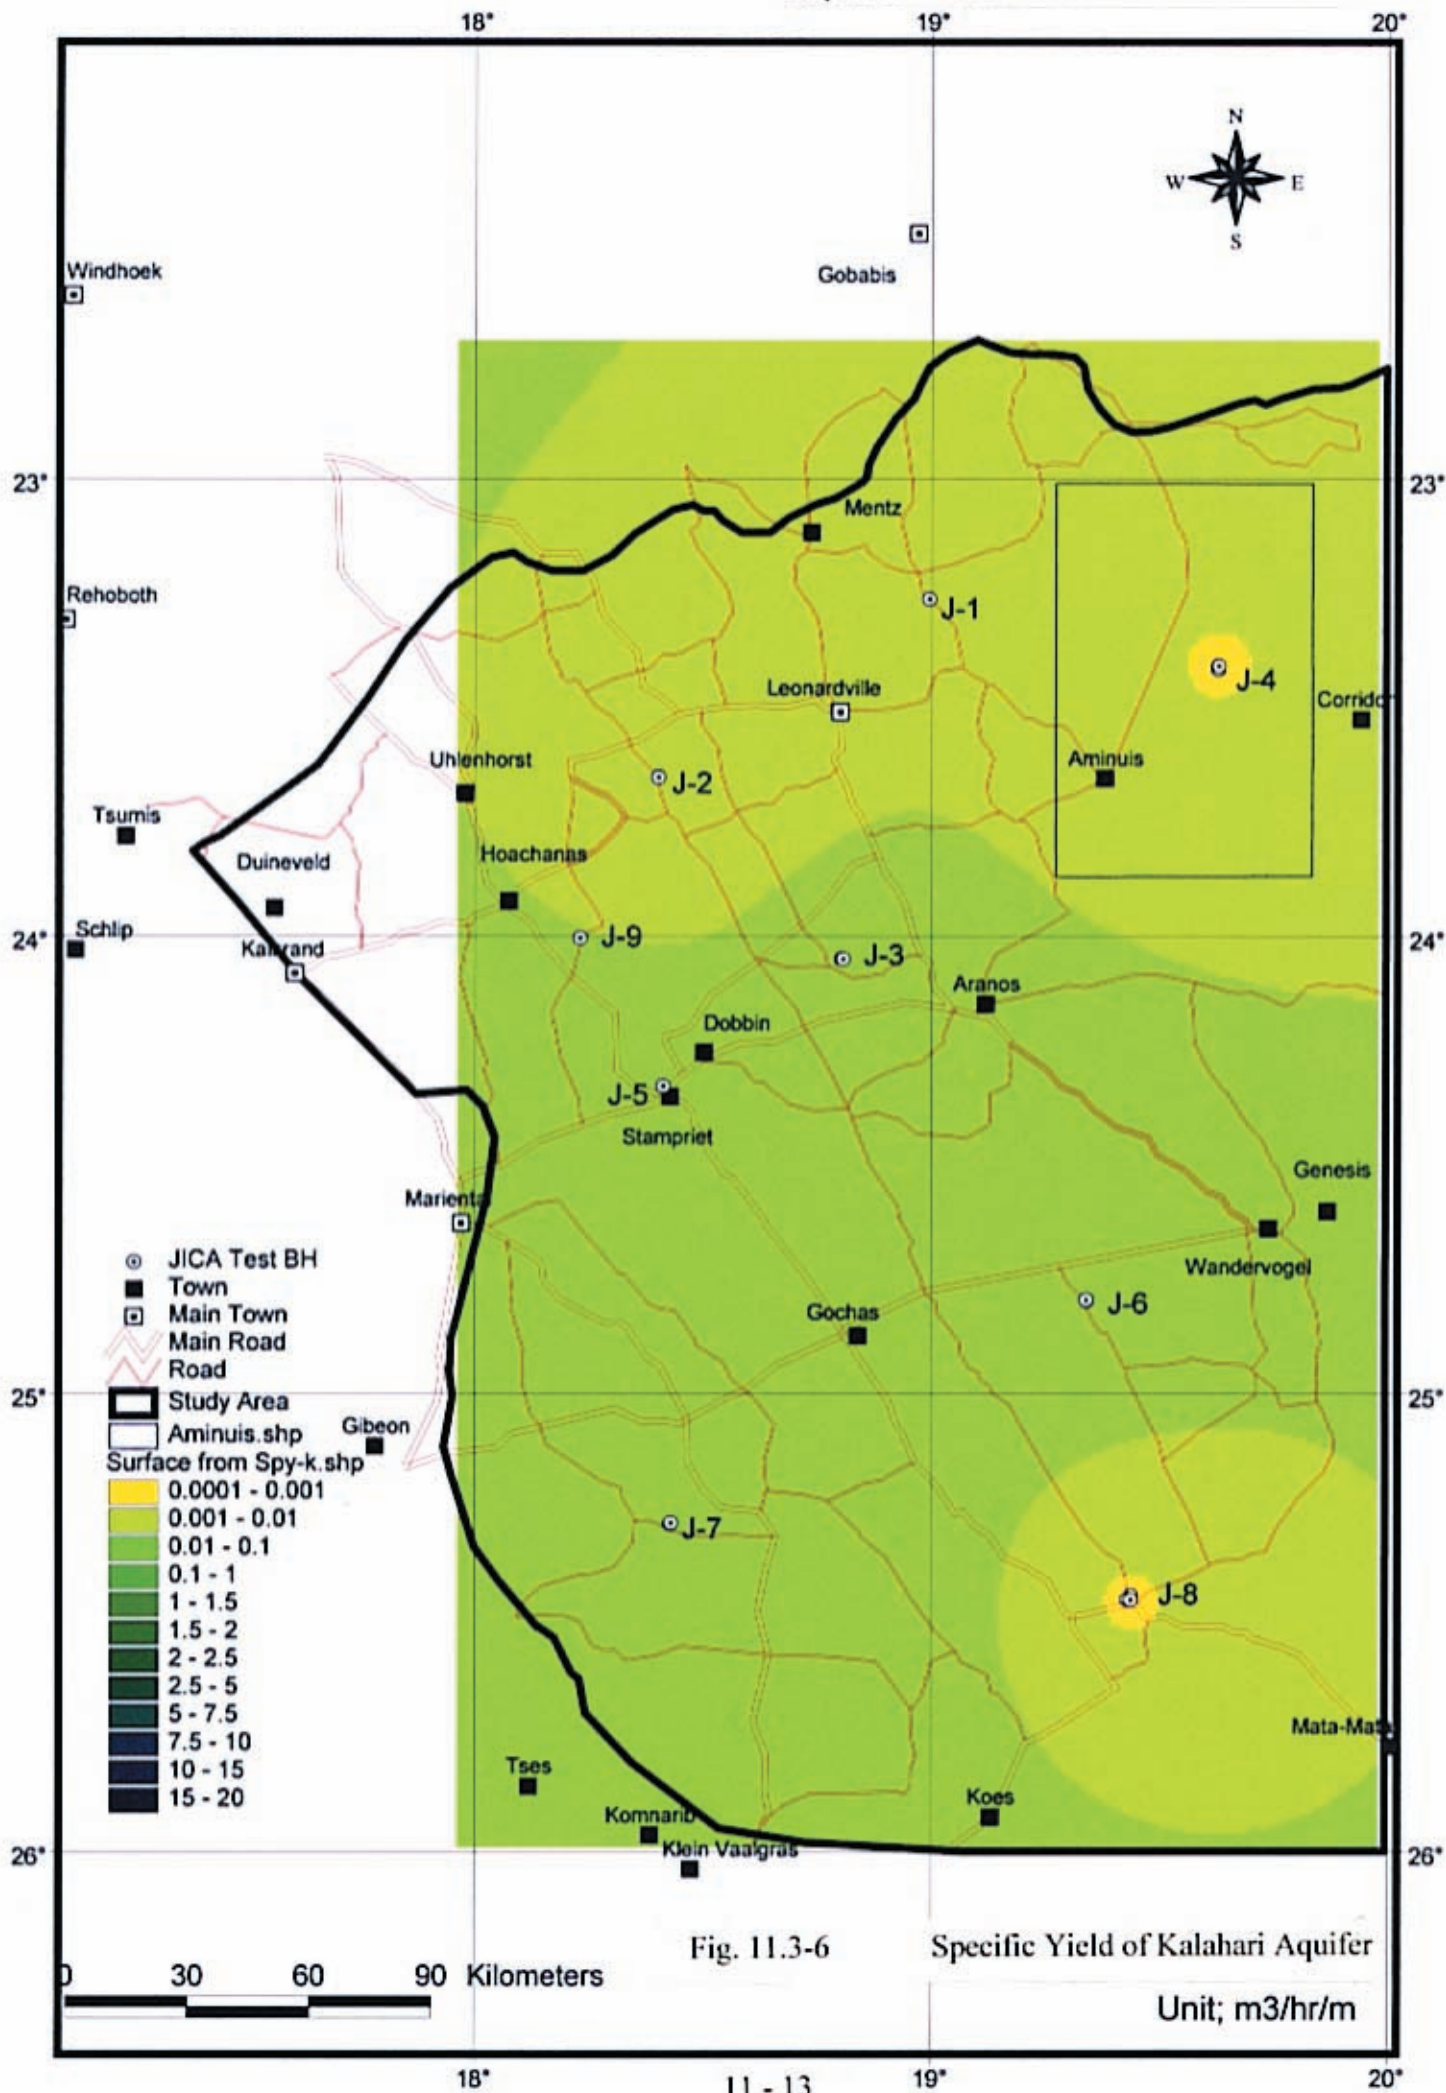 18° 19° 20°
N
W E
S
Gobabis
Windhoek
23° 23°
Mentz
Rehoboth
J-1
J-4
Leonardville
Corrido
Uhlenhorst
Aminuis
J-2
Tsumis
Hoachanas
Duineveld
Schlip
J-9
24° 24°
Kalkrand
J-3
Aranos
Dobbin
J-5
Stampriet
Genesis
Marienta
Wandervogel
J-6
Gochas
JICA Test BH
Town
Main Town
Main Road
Road
25° 25°
Study Area
Gibeon
Aminuis.shp
Surface from Spy-k.shp
0.0001 - 0.001
0.001 - 0.01
0.01 - 0.1
0.1 - 1
1 - 1.5
1.5 - 2
2 - 2.5
2.5 - 5
5 - 7.5
7.5 - 10
10 - 15
15 - 20
J-7
J-8
Mata-Mata
Tses
Koes
Komnarib
Klein Vaalgras
26° 26°
Fig. 11.3-6 Specific Yield of Kalahari Aquifer
0 30 60 90 Kilometers
Unit; m3/hr/m
18° 19° 20°
11 - 13